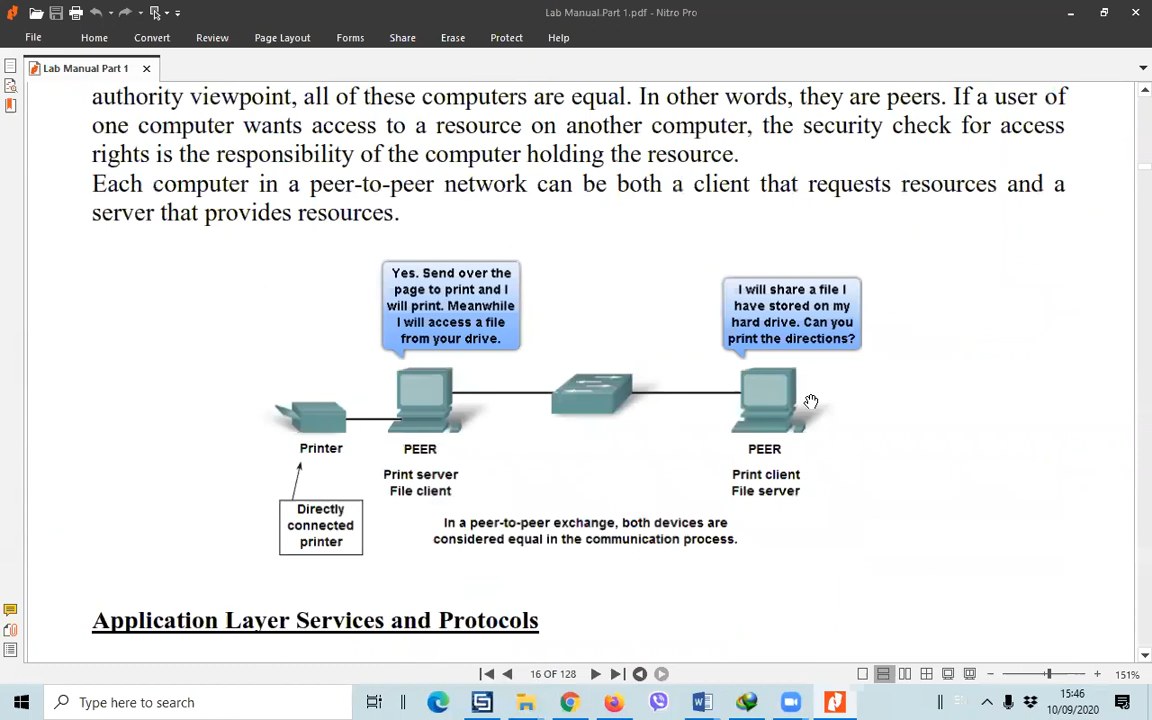 Lab Manual Part 1.pdf - Nitro Pro
File Home Convert Review Page Layout Forms Share Erase Protect Help
Lab Manual Part 1
authority viewpoint, all of these computers are equal. In other words, they are peers. If a user of
one computer wants access to a resource on another computer, the security check for access
rights is the responsibility of the computer holding the resource.
Each computer in a peer-to-peer network can be both a client that requests resources and a
server that provides resources.
Yes. Send over the
page to print and I
will print. Meanwhile
I will access a file
from your drive.
I will share a file I
have stored on my
hard drive. Can you
print the directions?
Printer
PEER
PEER
Print server
File client
Print client
File server
Directly
connected
printer
In a peer-to-peer exchange, both devices are
considered equal in the communication process.
Application Layer Services and Protocols
16 OF 128
151%
Type here to search
EN
15:46
10/09/2020